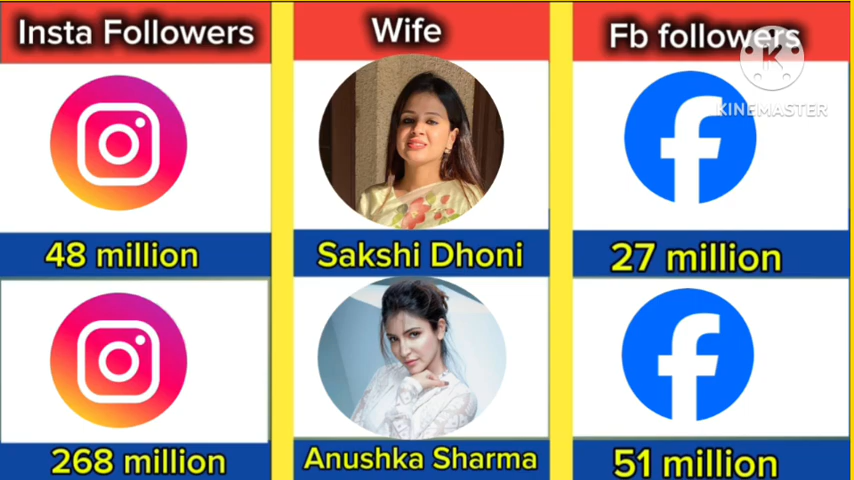 Insta Followers
Wife
Fb followers
KINEMASTER
48 million
Sakshi Dhoni
27 million
268 million
Anushka Sharma
51 million